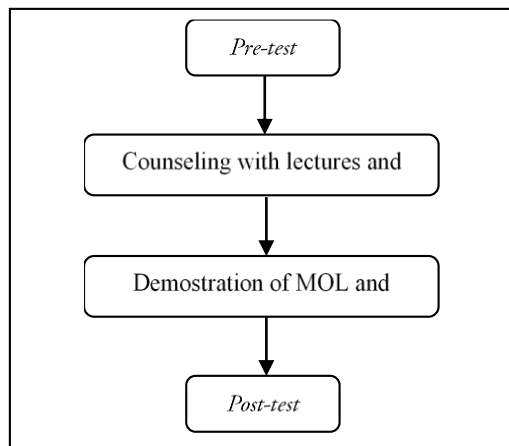 Pre-test
Counseling with lectures and
Demostration of MOL and
Post-test